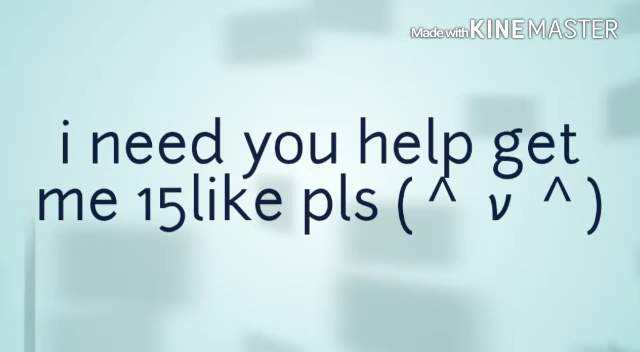 Made with KINEMASTER
i need you help get
me 15like pls (^ ν ^)